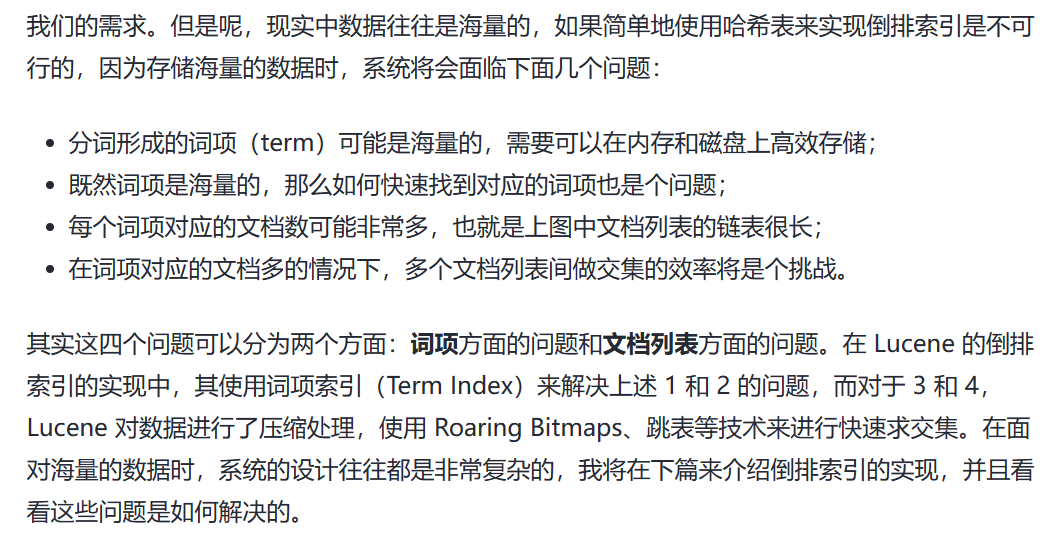 我们的需求。但是呢，现实中数据往往是海量的，如果简单地使用哈希表来实现倒排索引是不可
行的，因为存储海量的数据时，系统将会面临下面几个问题：
• 分词形成的词项（term）可能是海量的，需要可以在内存和磁盘上高效存储；
• 既然词项是海量的，那么如何快速找到对应的词项也是个问题；
• 每个词项对应的文档数可能非常多，也就是上图中文档列表的链表很长；
• 在词项对应的文档多的情况下，多个文档列表间做交集的效率将是个挑战。
其实这四个问题可以分为两个方面：词项方面的问题和文档列表方面的问题。在 Lucene 的倒排
索引的实现中，其使用词项索引（Term Index）来解决上述 1 和 2 的问题，而对于 3 和 4，
Lucene 对数据进行了压缩处理，使用 Roaring Bitmaps、跳表等技术来进行快速求交集。在面
对海量的数据时，系统的设计往往都是非常复杂的，我将在下篇来介绍倒排索引的实现，并且看
看这些问题是如何解决的。